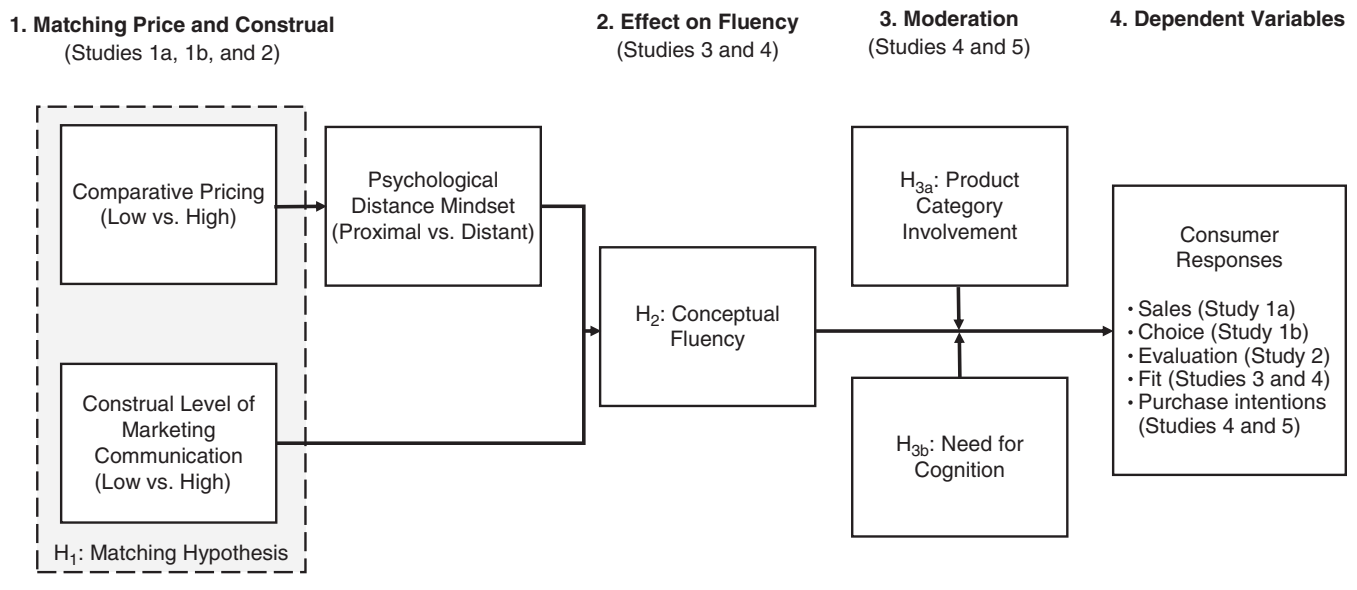 1. Matching Price and Construal
(Studies 1a, 1b, and 2)
2. Effect on Fluency
(Studies 3 and 4)
3. Moderation
(Studies 4 and 5)
4. Dependent Variables
Comparative Pricing
(Low vs. High)
Psychological
Distance Mindset
(Proximal vs. Distant)
Construal Level of
Marketing
Communication
(Low vs. High)
H1: Matching Hypothesis
H2: Conceptual
Fluency
H3a: Product
Category
Involvement
H3b: Need for
Cognition
Consumer
Responses
• Sales (Study 1a)
• Choice (Study 1b)
• Evaluation (Study 2)
• Fit (Studies 3 and 4)
• Purchase intentions
(Studies 4 and 5)